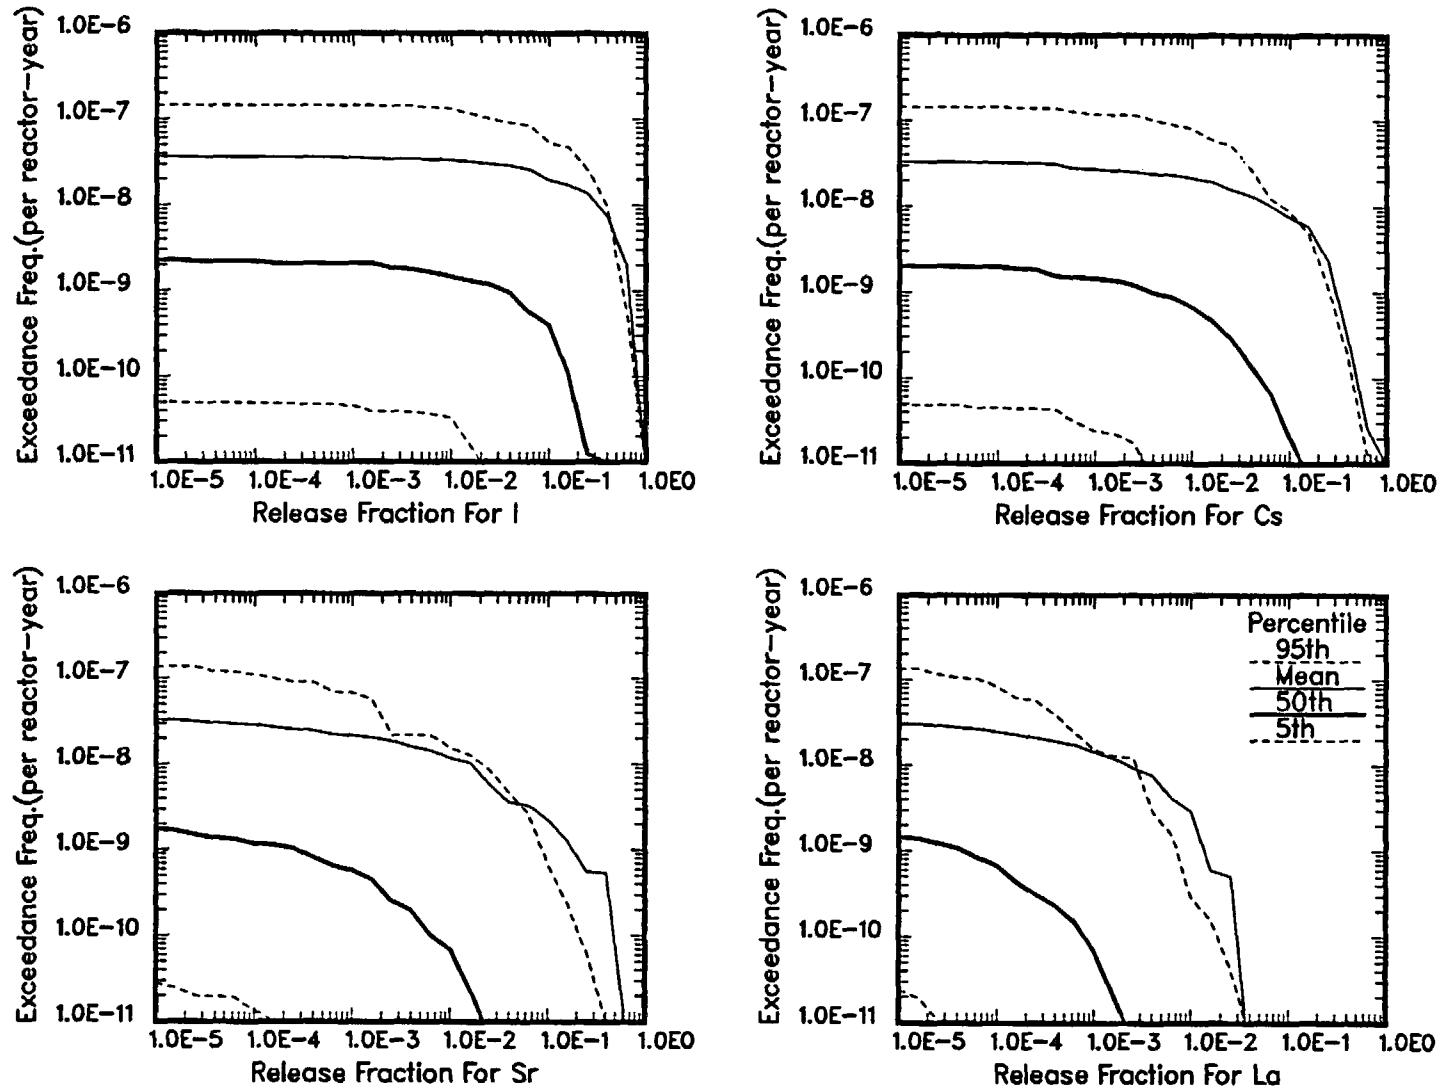 Exceedance Freq.(per reactor-year)
1.0E-6
1.0E-7
1.0E-8
1.0E-9
1.0E-10
1.0E-11
1.0E-5 1.0E-4 1.0E-3 1.0E-2 1.0E-1 1.0E0
Release Fraction For I
Exceedance Freq.(per reactor-year)
1.0E-6
1.0E-7
1.0E-8
1.0E-9
1.0E-10
1.0E-11
1.0E-5 1.0E-4 1.0E-3 1.0E-2 1.0E-1 1.0E0
Release Fraction For Cs
Exceedance Freq.(per reactor-year)
1.0E-6
1.0E-7
1.0E-8
1.0E-9
1.0E-10
1.0E-11
1.0E-5 1.0E-4 1.0E-3 1.0E-2 1.0E-1 1.0E0
Release Fraction For Sr
Exceedance Freq.(per reactor-year)
1.0E-6
1.0E-7
1.0E-8
1.0E-9
1.0E-10
1.0E-11
Percentile
95th
Mean
50th
5th
1.0E-5 1.0E-4 1.0E-3 1.0E-2 1.0E-1 1.0E0
Release Fraction For La